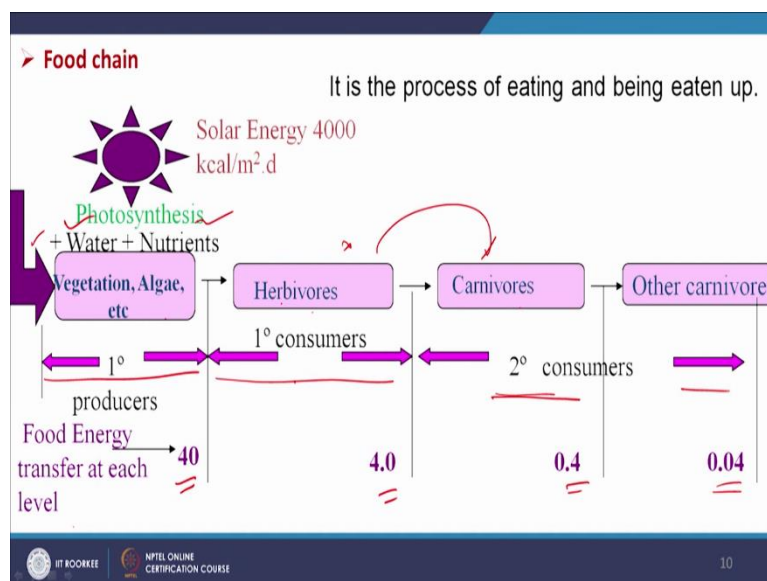 Food chain
It is the process of eating and being eaten up.
Solar Energy 4000
kcal/m².d
Photosynthesis
+ Water + Nutrients
Vegetation, Algae,
etc
Herbivores
Carnivores
Other carnivore
1° consumers
1°
producers
2° consumers
Food Energy
transfer at each
level
40
4.0
0.4
0.04
IIT ROORKEE
NPTEL ONLINE
CERTIFICATION COURSE
10